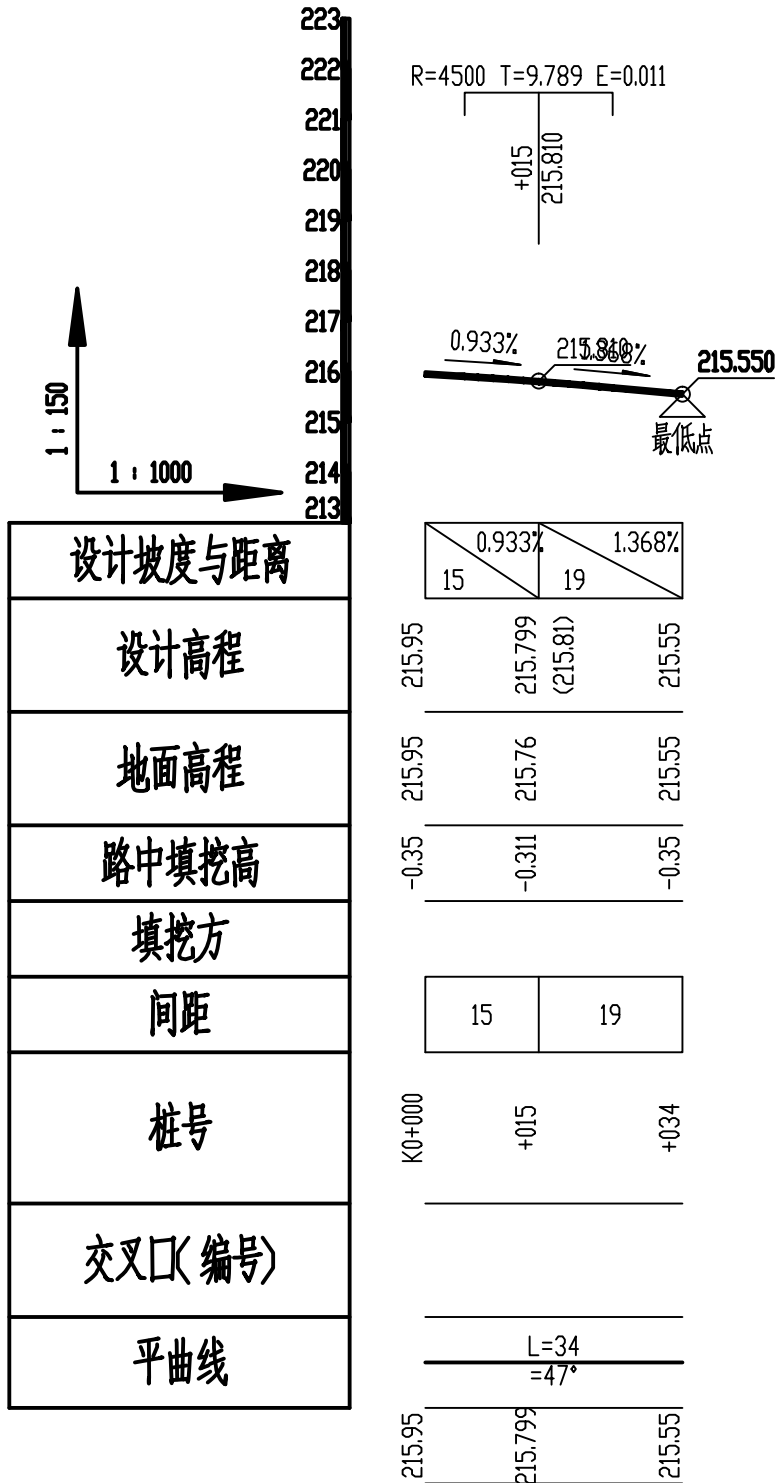 223
222
221
220
219
218
217
216
215
214
213
R=4500 T=9.789 E=0.011
+015
215.810
0.933%
215.810
1.368%
215.550
最低点
1 : 150
1 : 1000
设计坡度与距离
0.933%
15
1.368%
19
设计高程
215.95
215.799
(215.81)
215.55
地面高程
215.95
215.76
215.55
路中填挖高
-0.35
-0.311
-0.35
填挖方
间距
15
19
桩号
K0+000
+015
+034
交叉口(编号)
平曲线
L=34
=47°
215.95
215.799
215.55